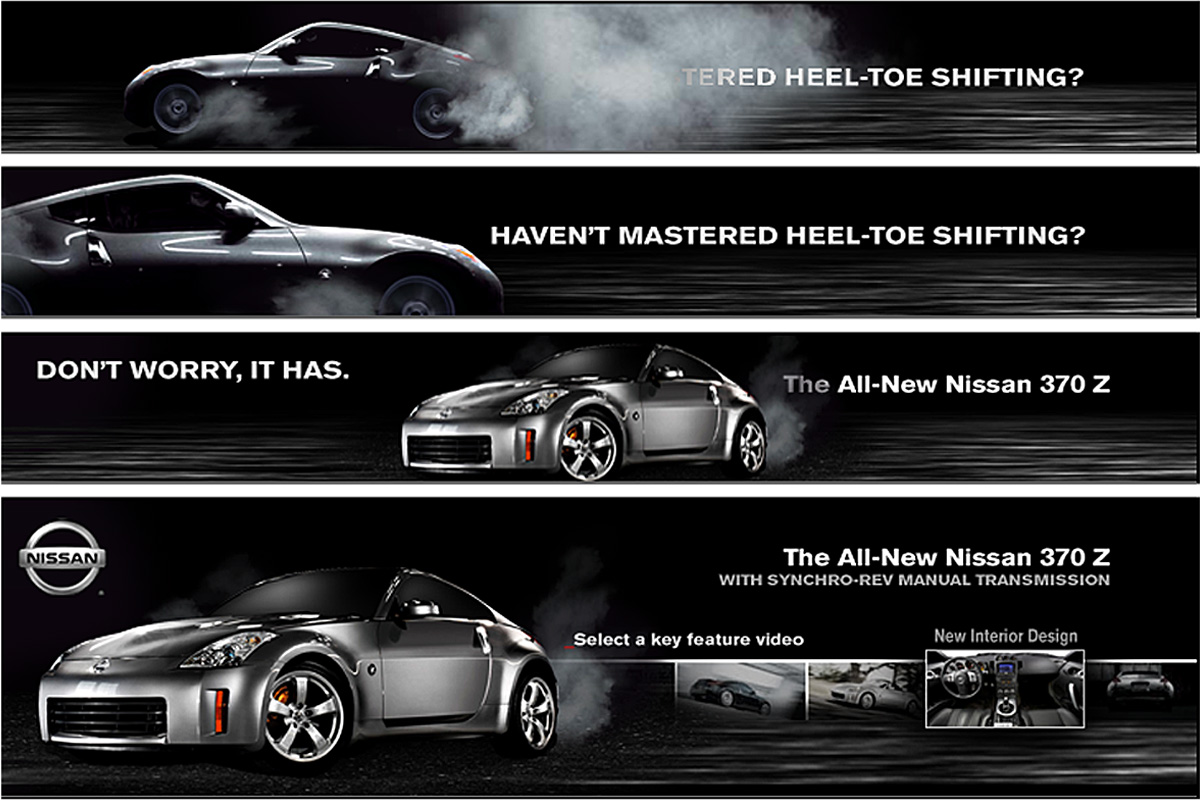 TERED HEEL-TOE SHIFTING?
HAVEN'T MASTERED HEEL-TOE SHIFTING?
DON'T WORRY, IT HAS.
The All-New Nissan 370 Z
NISSAN
The All-New Nissan 370 Z
WITH SYNCHRO-REV MANUAL TRANSMISSION
_Select a key feature video
New Interior Design